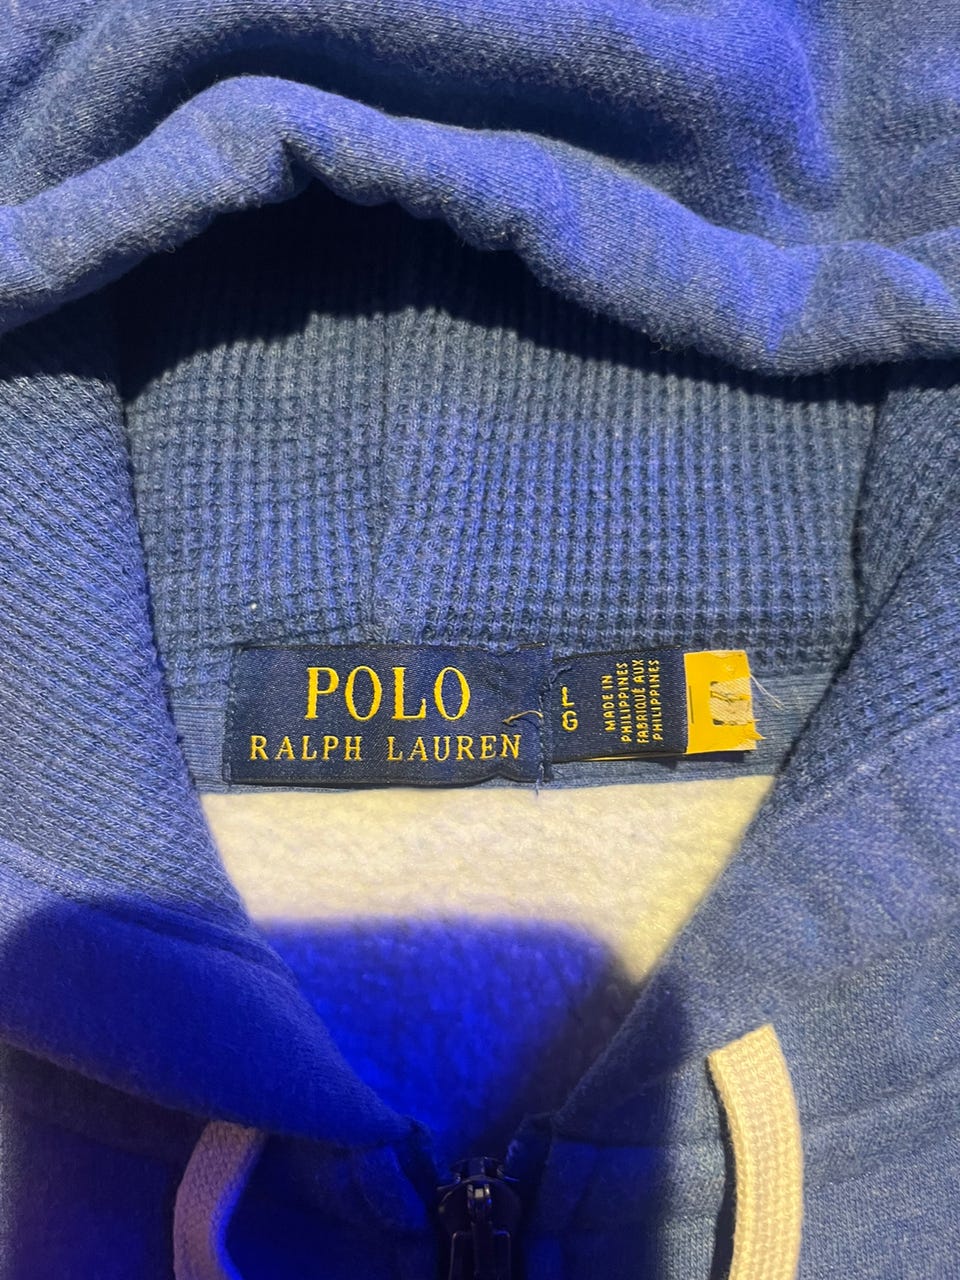 POLO
RALPH LAUREN
L
G
MADE IN
PHILIPPINES
FABRIQUÉ AUX
PHILIPPINES